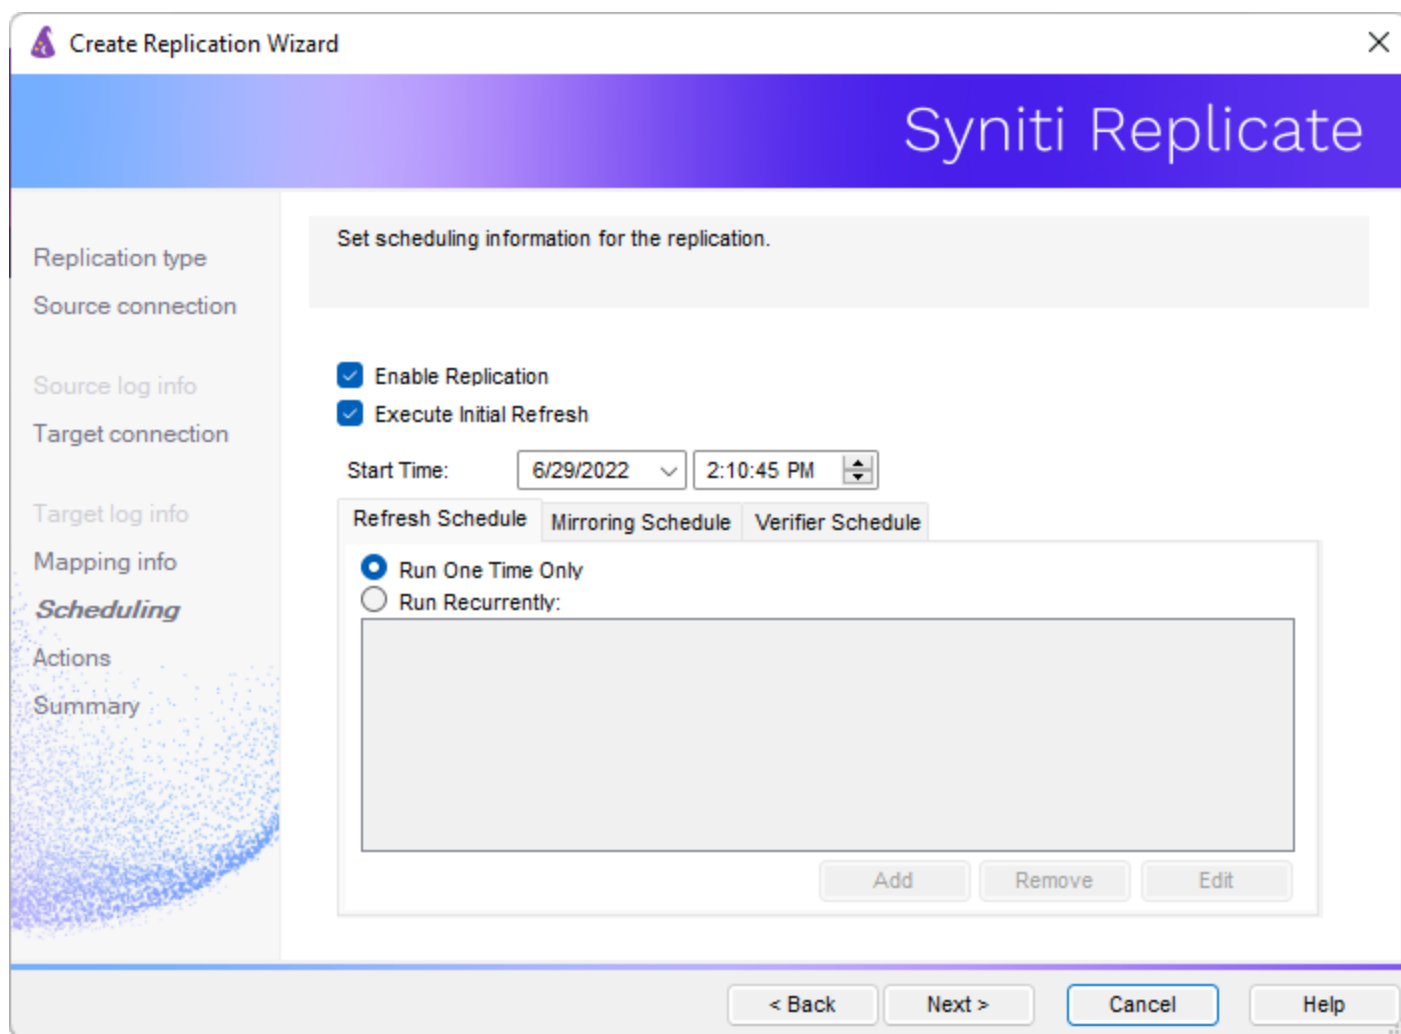 Create Replication Wizard
Syniti Replicate
Replication type
Source connection
Source log info
Target connection
Target log info
Mapping info
Scheduling
Actions
Summary
Set scheduling information for the replication.
Enable Replication
Execute Initial Refresh
Start Time: 6/29/2022 2:10:45 PM
Refresh Schedule Mirroring Schedule Verifier Schedule
Run One Time Only
Run Recurrently:
Add Remove Edit
< Back Next > Cancel Help